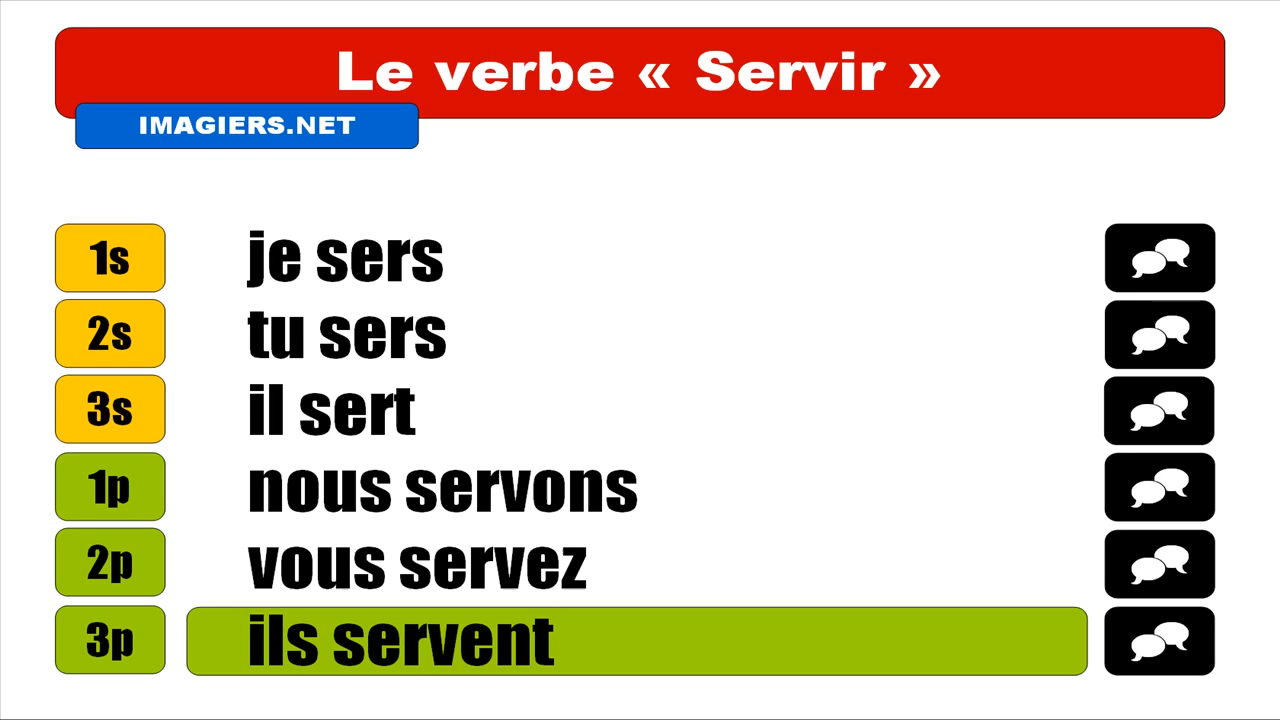 Le verbe « Servir »
IMAGIERS.NET
1s je sers
2s tu sers
3s il sert
1p nous servons
2p vous servez
3p ils servent